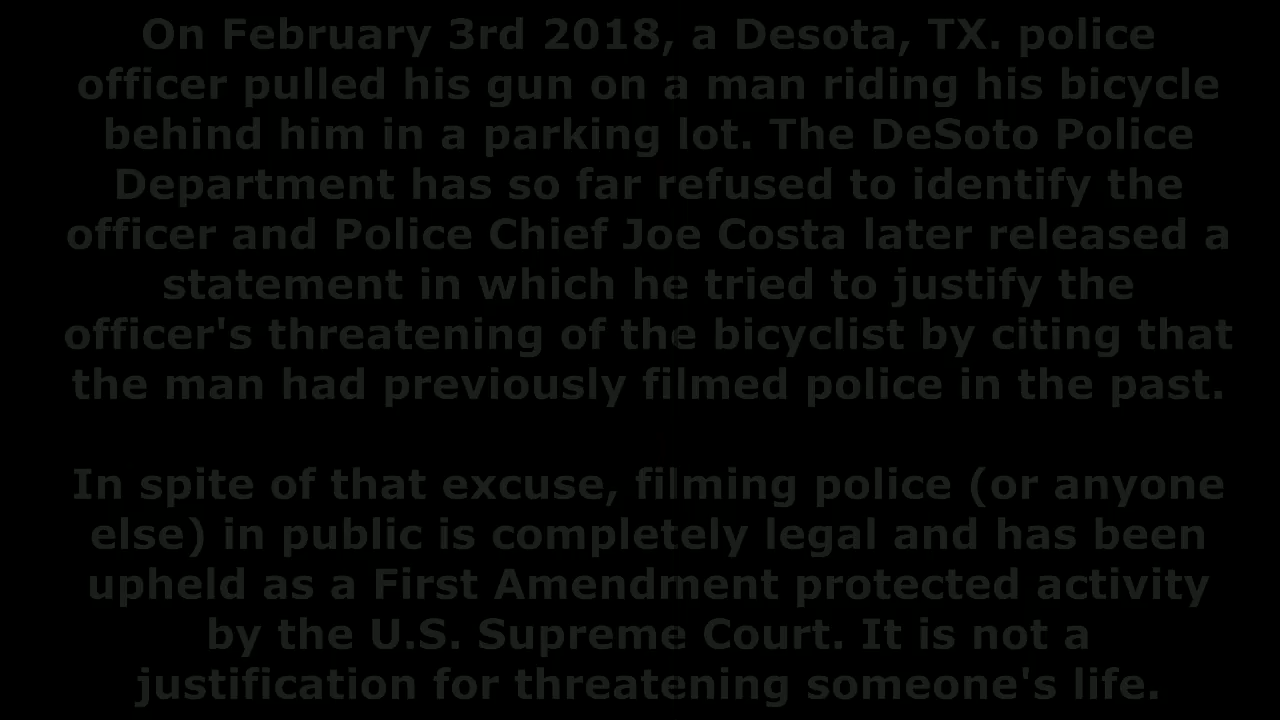 On February 3rd 2018, a Desota, TX. police
officer pulled his gun on a man riding his bicycle
behind him in a parking lot. The DeSoto Police
Department has so far refused to identify the
officer and Police Chief Joe Costa later released a
statement in which he tried to justify the
officer's threatening of the bicyclist by citing that
the man had previously filmed police in the past.
In spite of that excuse, filming police (or anyone
else) in public is completely legal and has been
upheld as a First Amendment protected activity
by the U.S. Supreme Court. It is not a
justification for threatening someone's life.